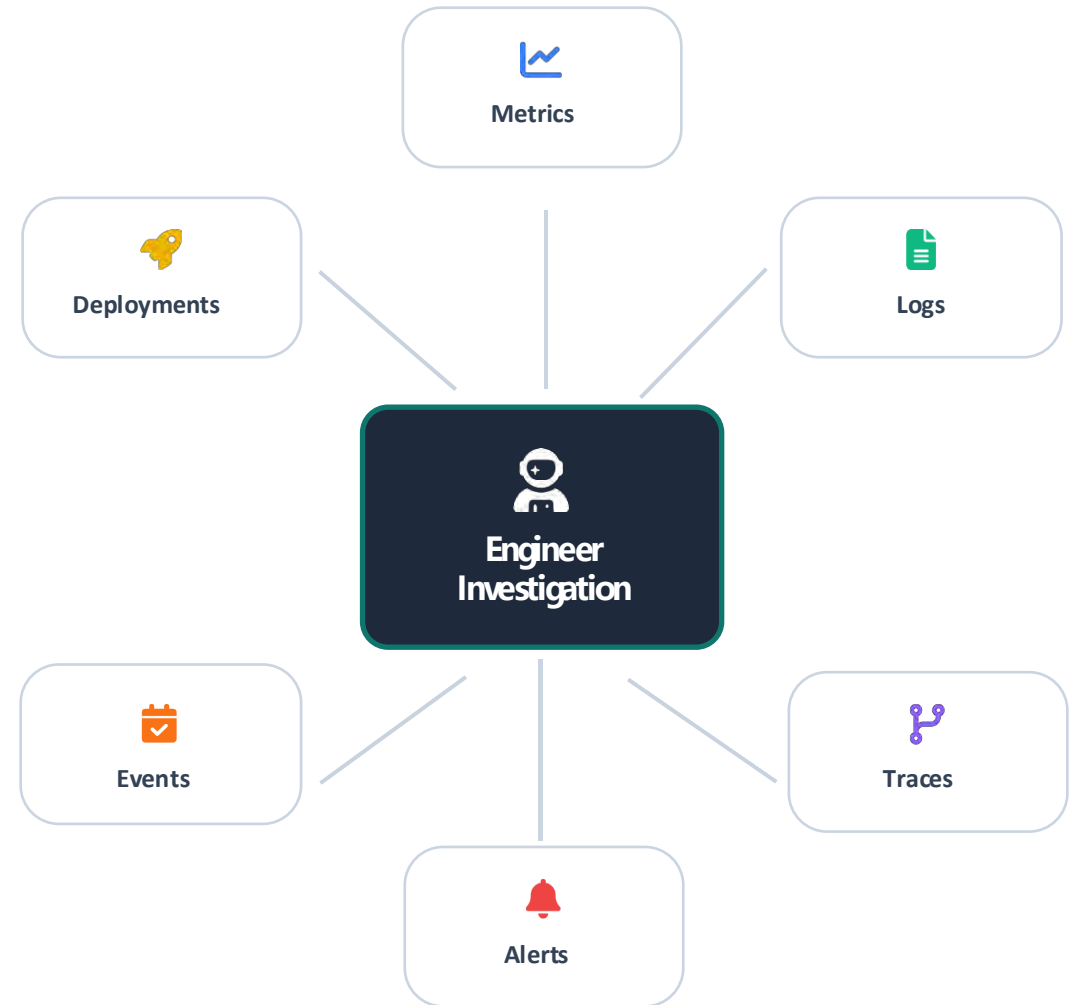 Metrics
Deployments
Logs
Engineer
Investigation
Events
Traces
Alerts